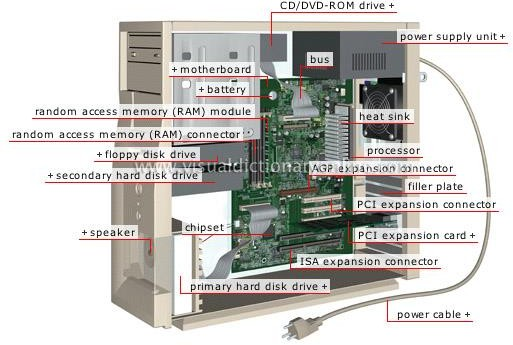 CD/DVD-ROM drive +
power supply unit +
bus
+ motherboard
+ battery
random access memory (RAM) module
heat sink
random access memory (RAM) connector
processor
+ floppy disk drive
www.visualdictionar
AGP expansion connector
+ secondary hard disk drive
filler plate
PCI expansion connector
chipset
+ speaker
PCI expansion card +
ISA expansion connector
primary hard disk drive +
power cable +